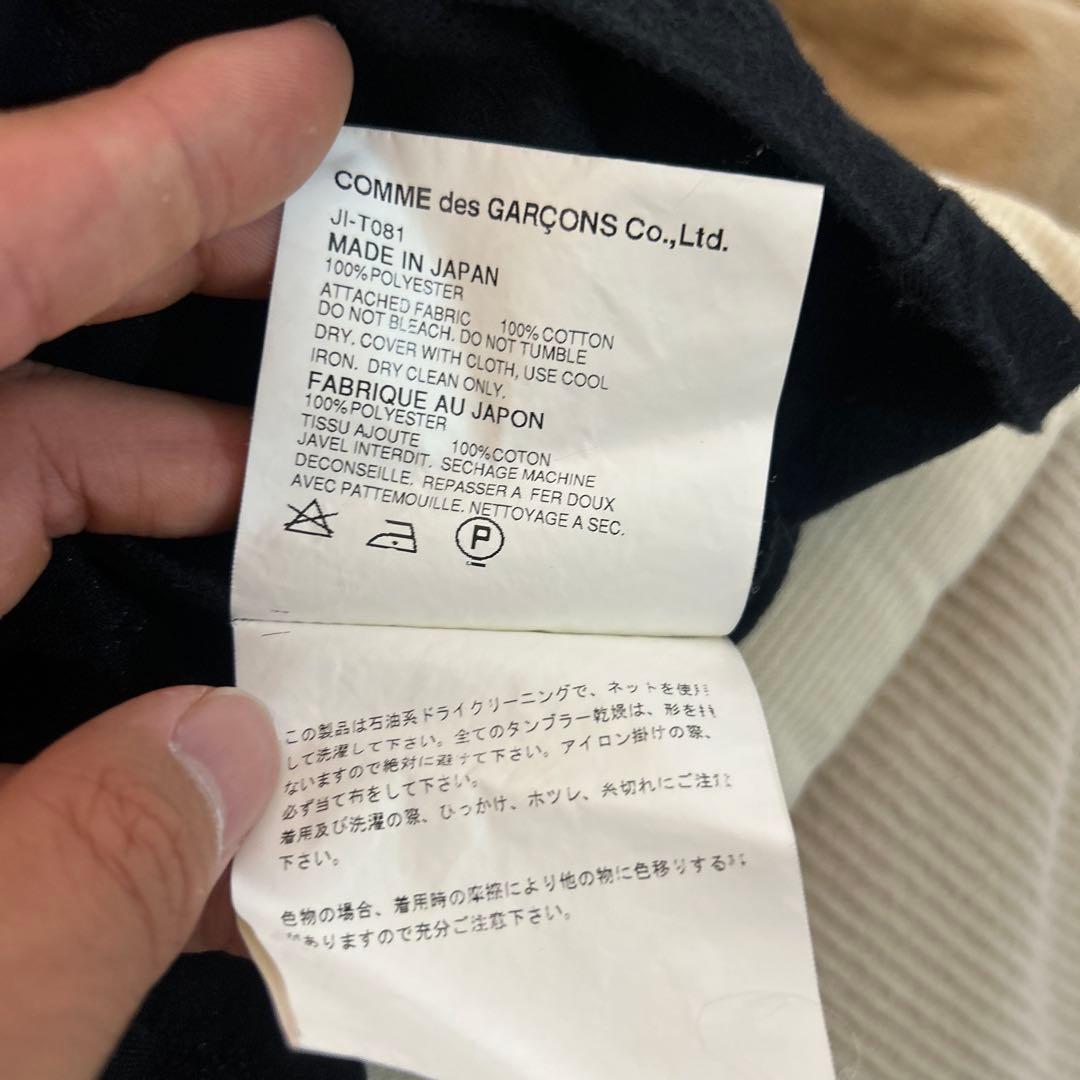 COMME des GARÇONS Co.,Ltd.
JI-T081
MADE IN JAPAN
100%POLYESTER
ATTACHED FABRIC 100%COTTON
DO NOT BLEACH. DO NOT TUMBLE
DRY. COVER WITH CLOTH, USE COOL
IRON. DRY CLEAN ONLY.
FABRIQUE AU JAPON
100%POLYESTER
TISSU AJOUTE 100%COTON
JAVEL INTERDIT. SECHAGE MACHINE
DECONSEILLE. REPASSER A FER DOUX
AVEC PATTEMOUILLE. NETTOYAGE A SEC.
P
この製品は石油系ドライクリーニングで、ネットを使用
して洗濯して下さい。全てのタンブラー乾燥は、形を
ないますので絶対に避けて下さい。アイロン掛けの際、
必ず当て布をして下さい。
着用及び洗濯の際、ひっかけ、ホツレ、糸切れにご注意
下さい。
色物の場合、着用時の摩擦により他の物に色移りする
がありますので充分ご注意下さい。